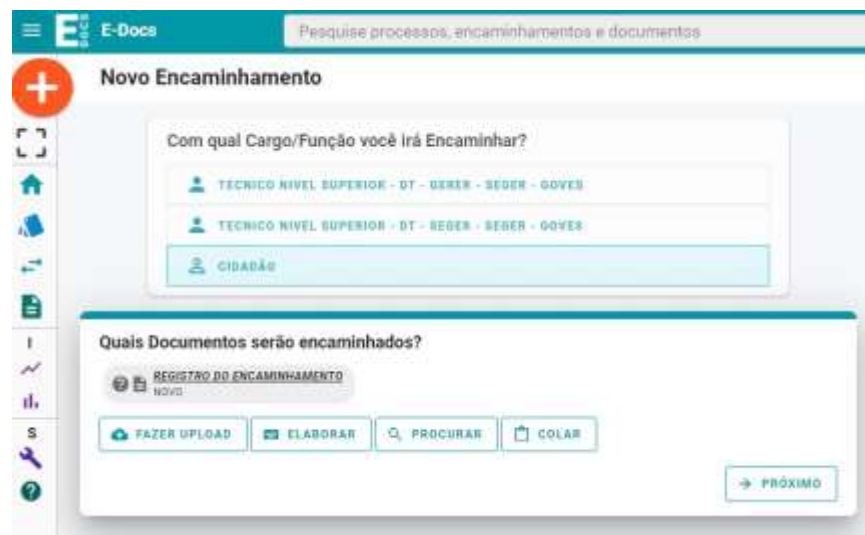 E DOCS E-Docs Pesquise processos, encaminhamentos e documentos
Novo Encaminhamento
Com qual Cargo/Função você irá Encaminhar?
TECNICO NIVEL SUPERIOR - DT - GERER - SEGER - GOVES
TECNICO NIVEL SUPERIOR - DT - SEGER - SEGER - GOVES
CIDADÃO
Quais Documentos serão encaminhados?
REGISTRO DO ENCAMINHAMENTO
NOVO
FAZER UPLOAD ELABORAR PROCURAR COLAR
PRÓXIMO
I
S